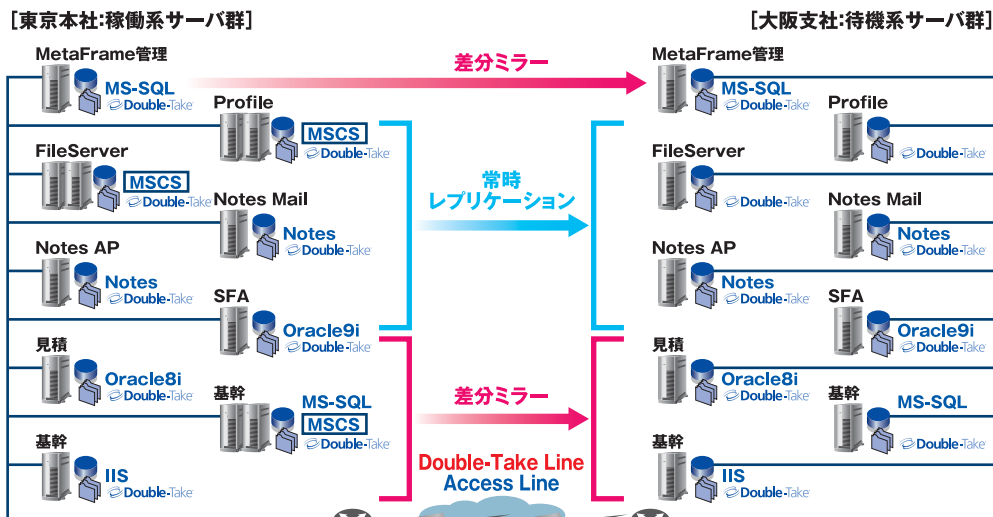 [東京本社:稼働系サーバ群]
MetaFrame管理
MS-SQL
Double-Take
Profile
MSCS
Double-Take
FileServer
MSCS
Double-Take
Notes Mail
Notes
Double-Take
Notes AP
Notes
Double-Take
SFA
Oracle9i
Double-Take
見積
Oracle8i
Double-Take
基幹
MS-SQL
MSCS
Double-Take
基幹
IIS
Double-Take
差分ミラー
常時
レプリケーション
差分ミラー
Double-Take Line
Access Line
[大阪支社:待機系サーバ群]
MetaFrame管理
MS-SQL
Double-Take
Profile
Double-Take
FileServer
Double-Take
Notes Mail
Notes
Double-Take
Notes AP
Notes
Double-Take
SFA
Oracle9i
Double-Take
見積
Oracle8i
Double-Take
基幹
MS-SQL
Double-Take
基幹
IIS
Double-Take